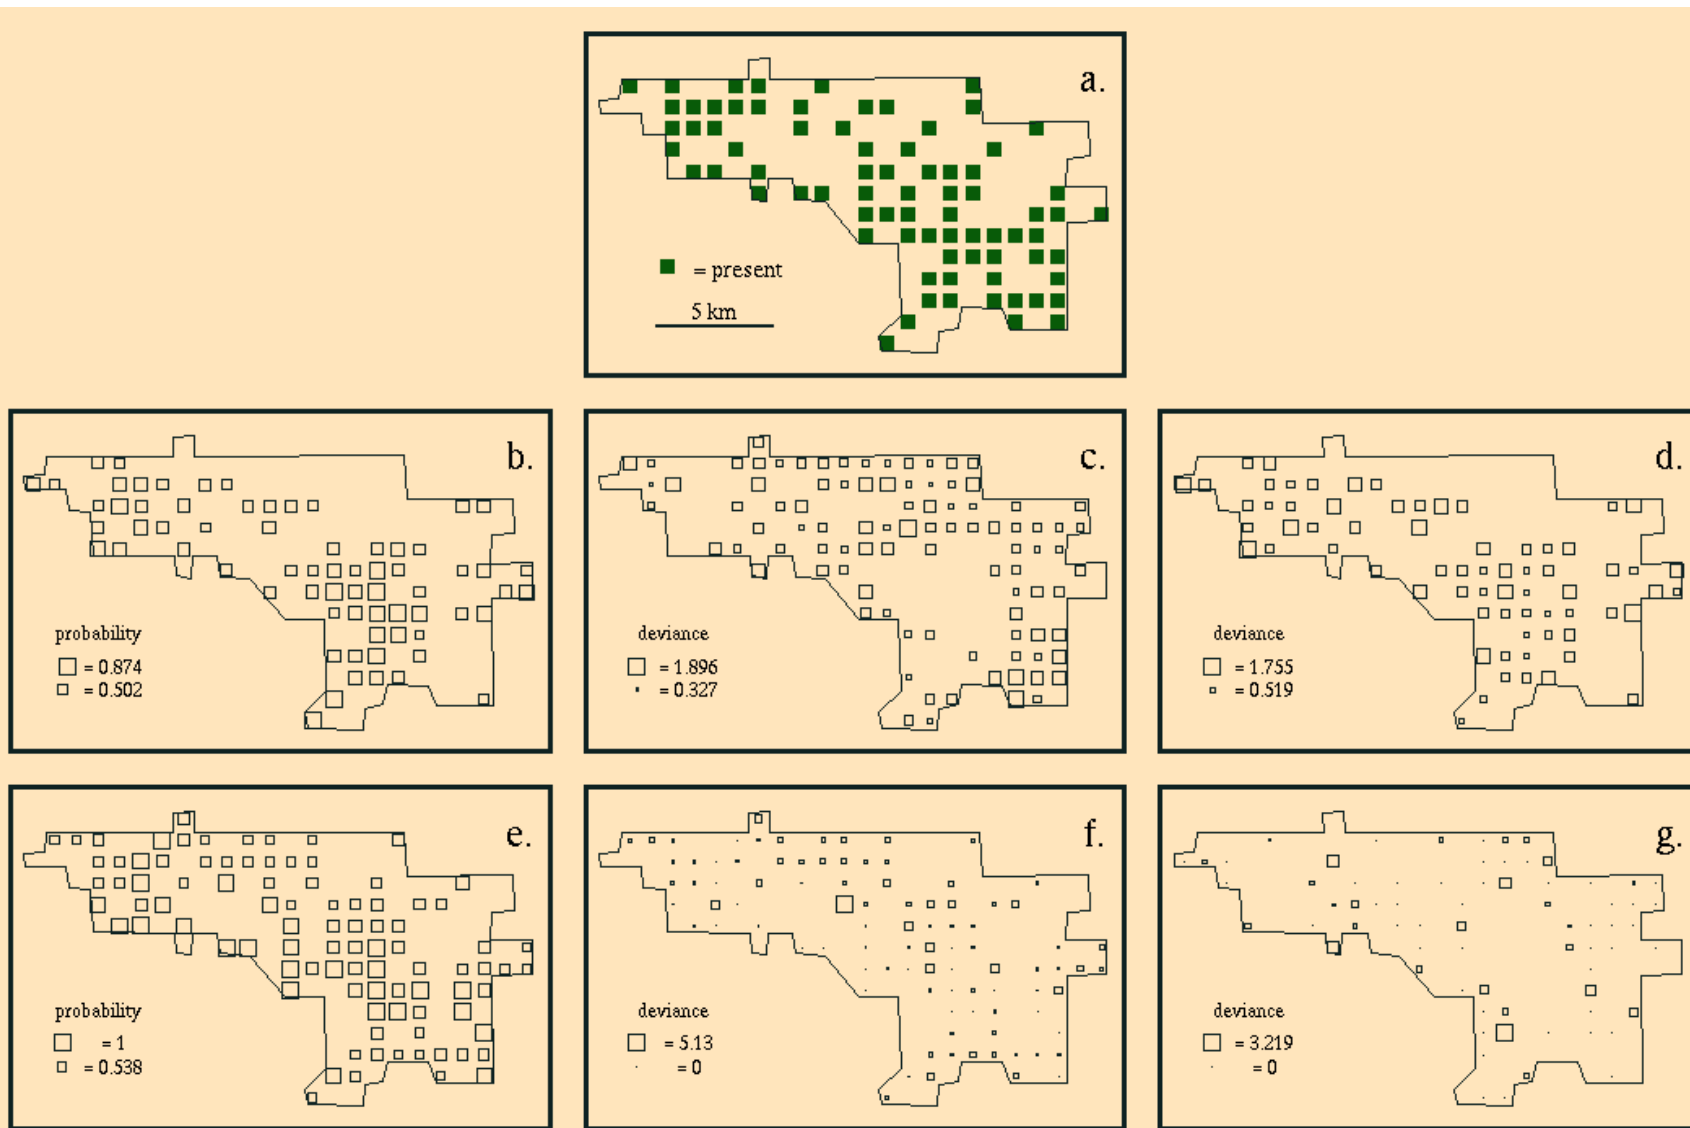 a.
= present
5 km
b.
probability
= 0.874
= 0.502
c.
deviance
= 1.896
= 0.327
d.
deviance
= 1.755
= 0.519
e.
probability
= 1
= 0.538
f.
deviance
= 5.13
= 0
g.
deviance
= 3.219
= 0